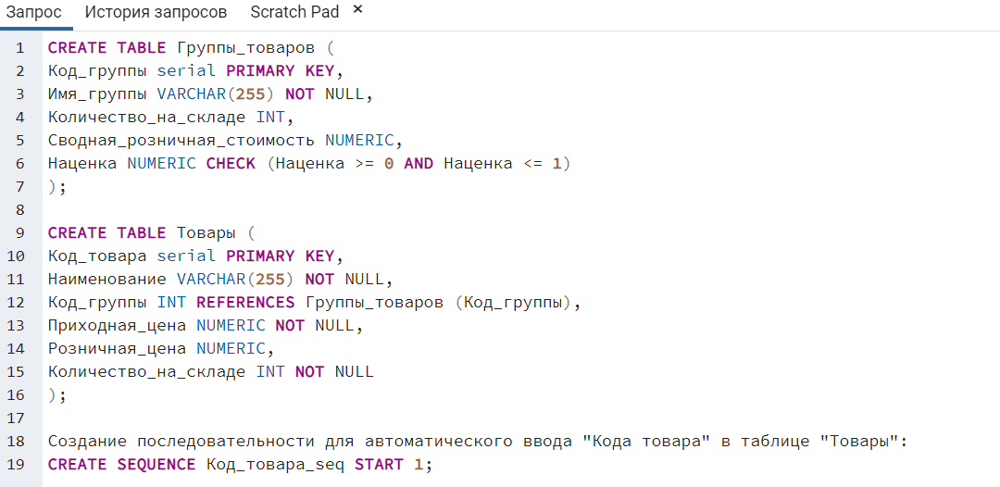 Запрос История запросов Scratch Pad ×
1 CREATE TABLE Группы_товаров (
2 Код_группы serial PRIMARY KEY,
3 Имя_группы VARCHAR(255) NOT NULL,
4 Количество_на_складе INT,
5 Сводная_розничная_стоимость NUMERIC,
6 Наценка NUMERIC CHECK (Наценка >= 0 AND Наценка <= 1)
7 );
8
9 CREATE TABLE Товары (
10 Код_товара serial PRIMARY KEY,
11 Наименование VARCHAR(255) NOT NULL,
12 Код_группы INT REFERENCES Группы_товаров (Код_группы),
13 Приходная_цена NUMERIC NOT NULL,
14 Розничная_цена NUMERIC,
15 Количество_на_складе INT NOT NULL
16 );
17
18 Создание последовательности для автоматического ввода "Кода товара" в таблице "Товары":
19 CREATE SEQUENCE Код_товара_seq START 1;